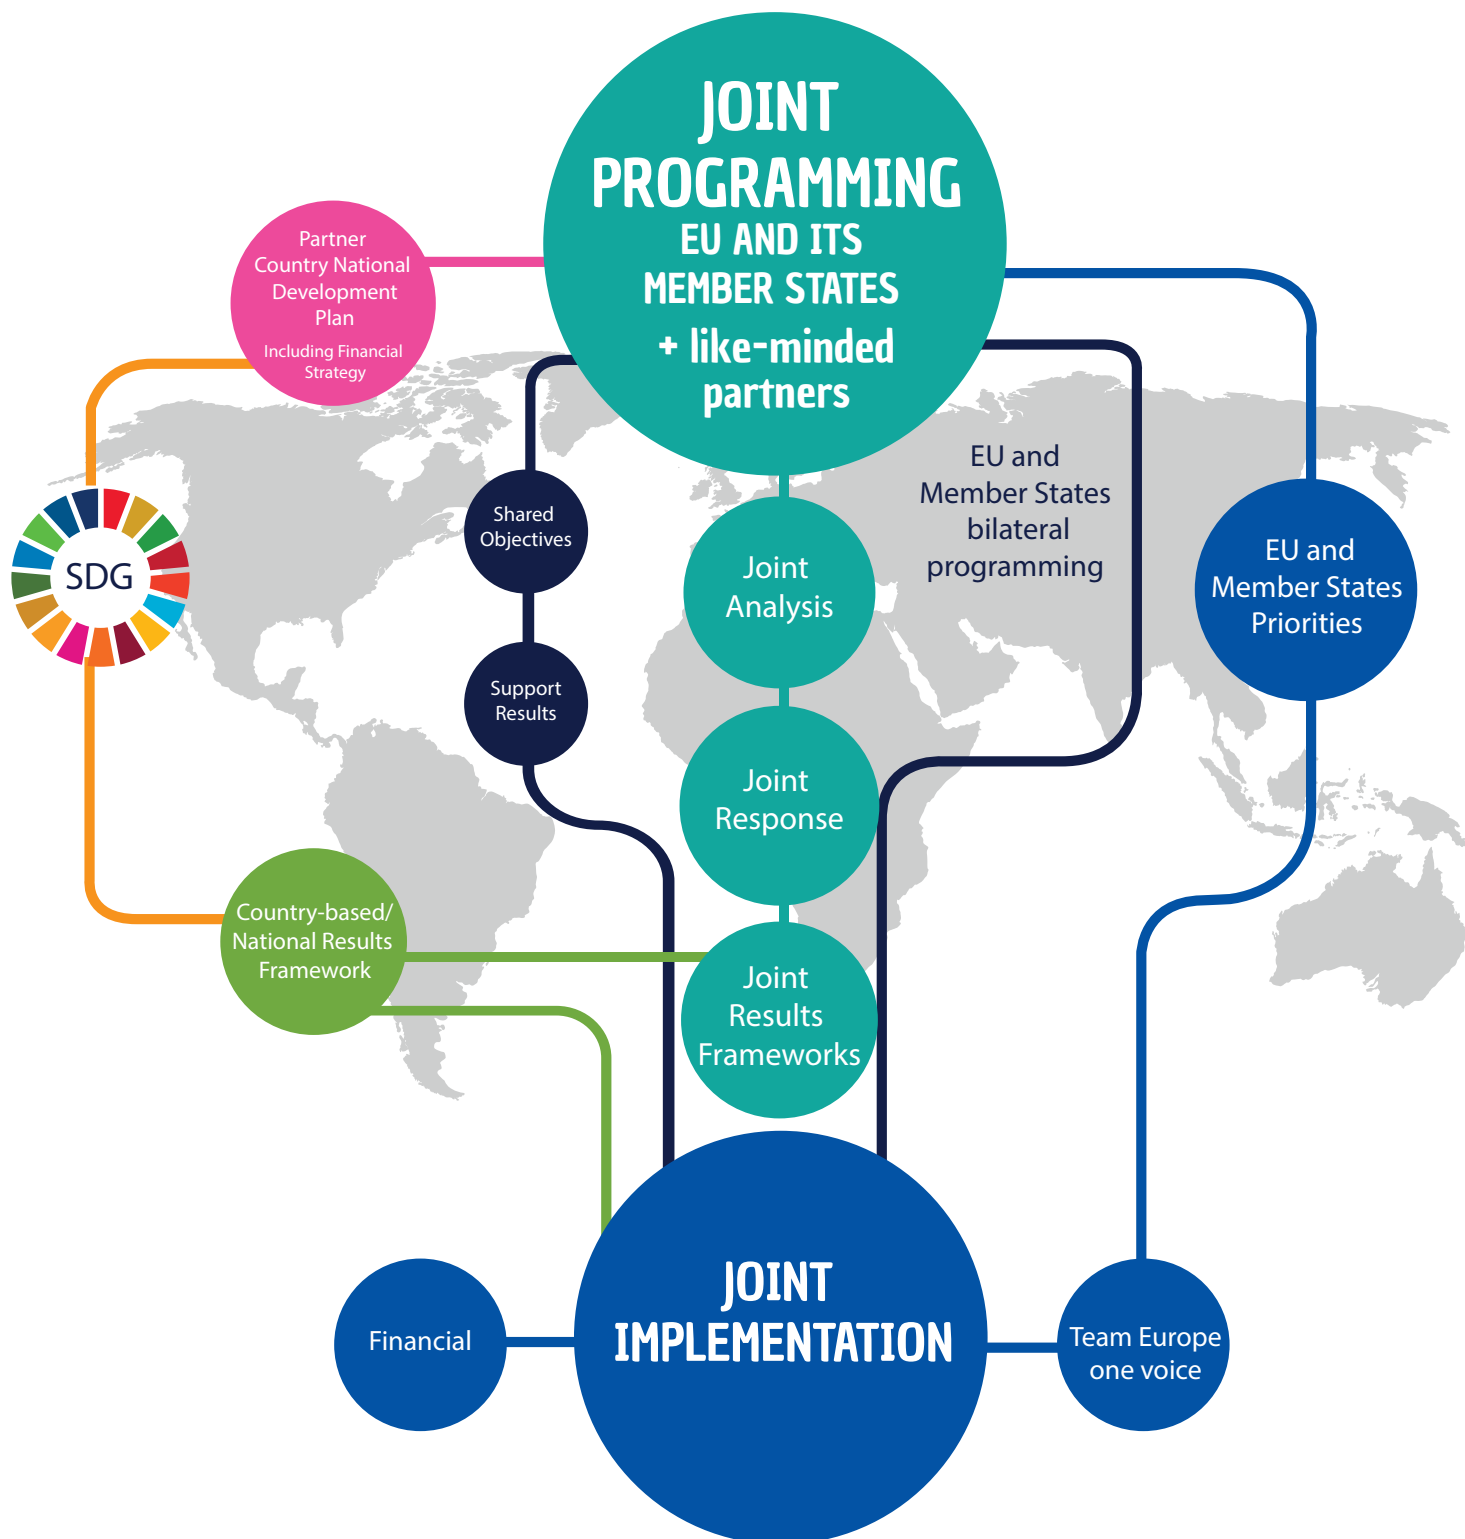 JOINT
PROGRAMMING
EU AND ITS
MEMBER STATES
+ like-minded
partners
Partner
Country National
Development
Plan
Including Financial
Strategy
SDG
Shared
Objectives
Support
Results
Joint
Analysis
EU and
Member States
bilateral
programming
EU and
Member States
Priorities
Joint
Response
Country-based/
National Results
Framework
Joint
Results
Frameworks
JOINT
IMPLEMENTATION
Financial
Team Europe
one voice